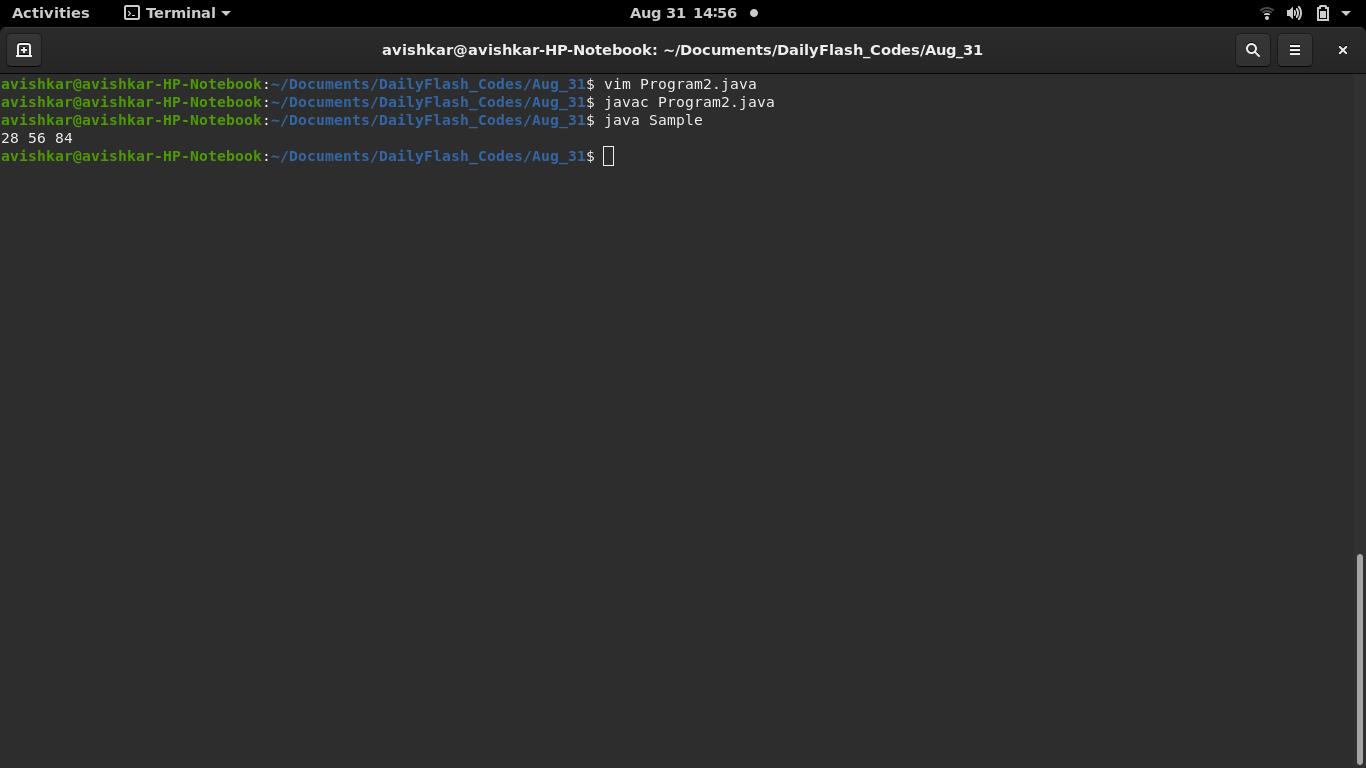 Activities Terminal Aug 31 14:56
avishkar@avishkar-HP-Notebook: ~/Documents/DailyFlash_Codes/Aug_31
avishkar@avishkar-HP-Notebook:~/Documents/DailyFlash_Codes/Aug_31$ vim Program2.java
avishkar@avishkar-HP-Notebook:~/Documents/DailyFlash_Codes/Aug_31$ javac Program2.java
avishkar@avishkar-HP-Notebook:~/Documents/DailyFlash_Codes/Aug_31$ java Sample
28 56 84
avishkar@avishkar-HP-Notebook:~/Documents/DailyFlash_Codes/Aug_31$